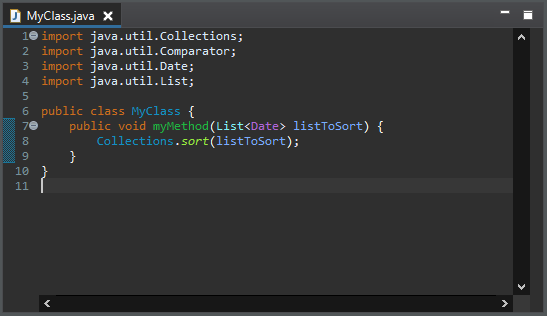 MyClass.java
1 import java.util.Collections;
2 import java.util.Comparator;
3 import java.util.Date;
4 import java.util.List;
5
6 public class MyClass {
7     public void myMethod(List<Date> listToSort) {
8         Collections.sort(listToSort);
9     }
10 }
11